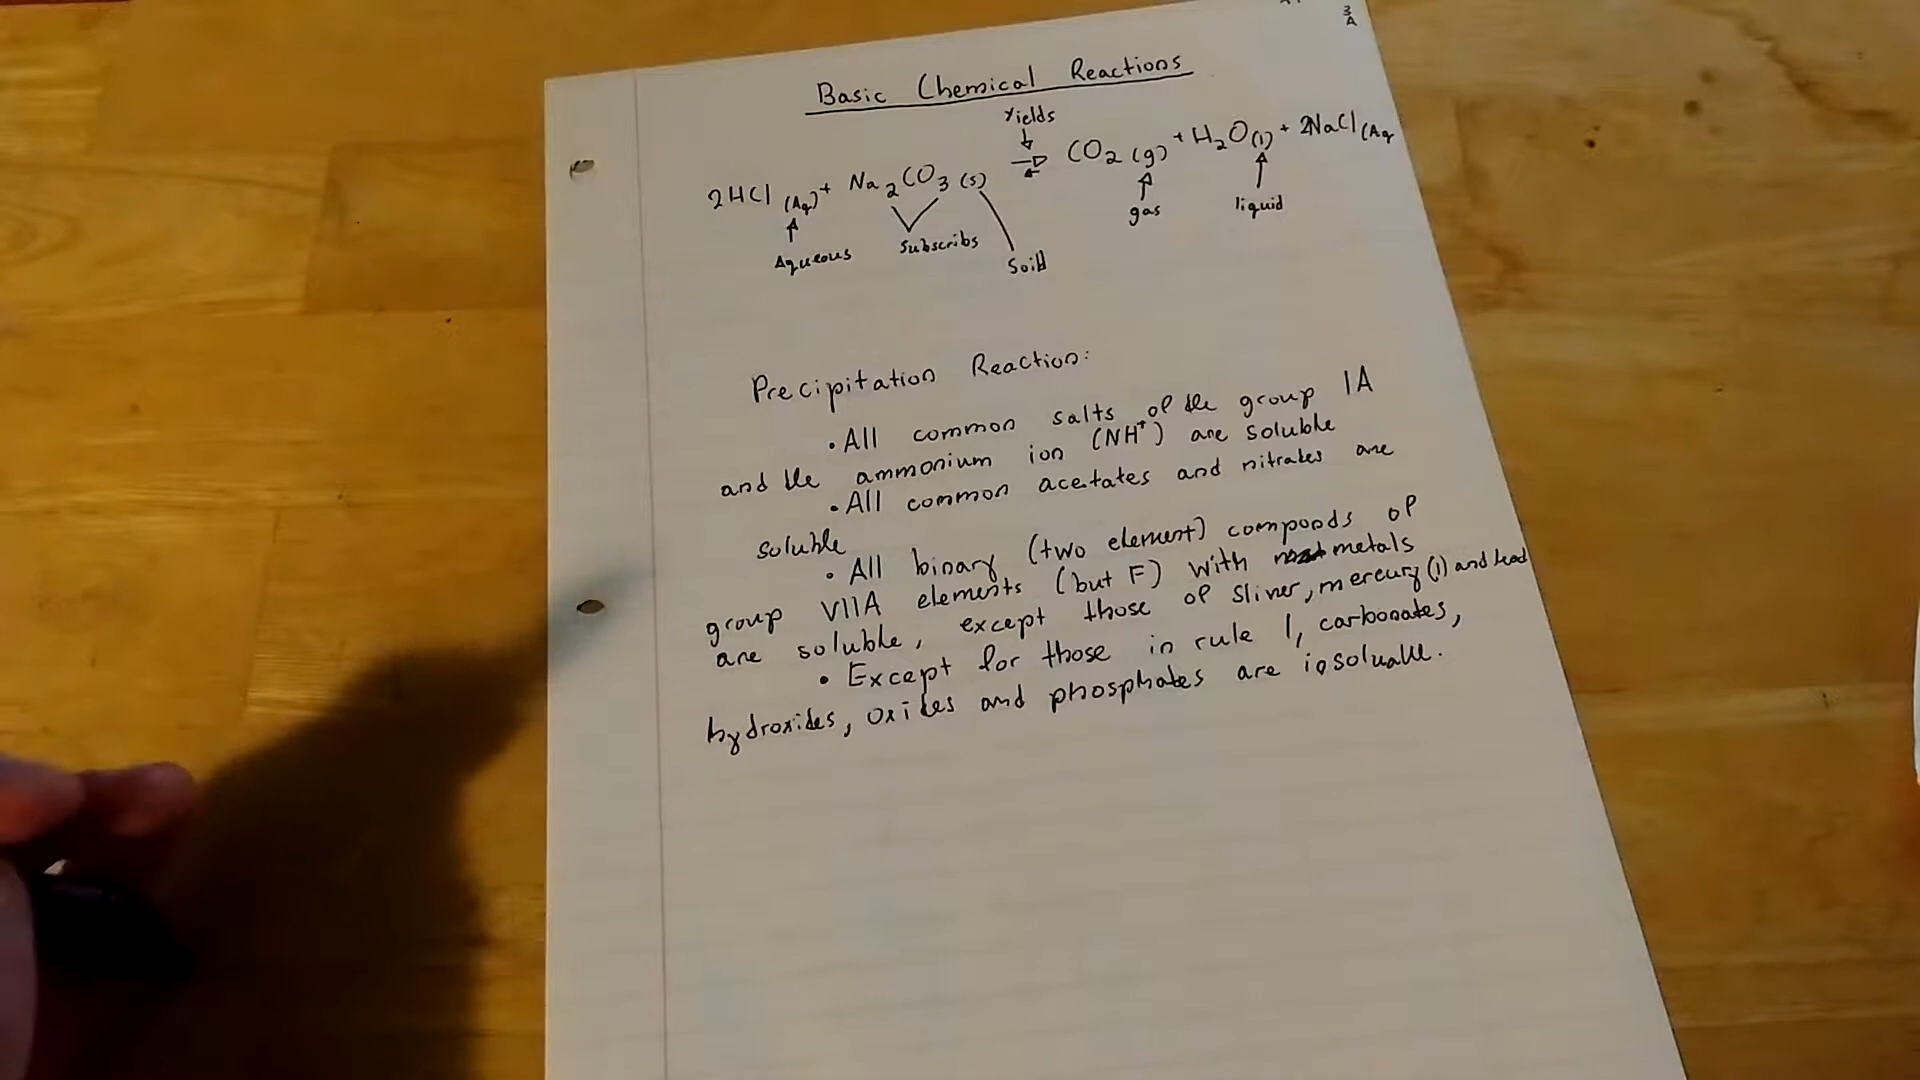 3
A
Basic Chemical Reactions
Yields
2HCl (Aq) + Na2CO3 (s) ⇌ CO2 (g) + H2O (l) + 2NaCl (Aq
Aqueous
Subscribs
Soild
gas
liquid
Precipitation Reaction:
• All common salts of the group IA
and the ammonium ion (NH+) are soluble
• All common acetates and nitrates are
soluble
• All binary (two element) componds of
group VIIA elements (but F) with metals
are soluble, except those of sliver, mercury (I) and lead
• Except for those in rule 1, carbonates,
hydroxides, oxides and phosphates are insoluable.